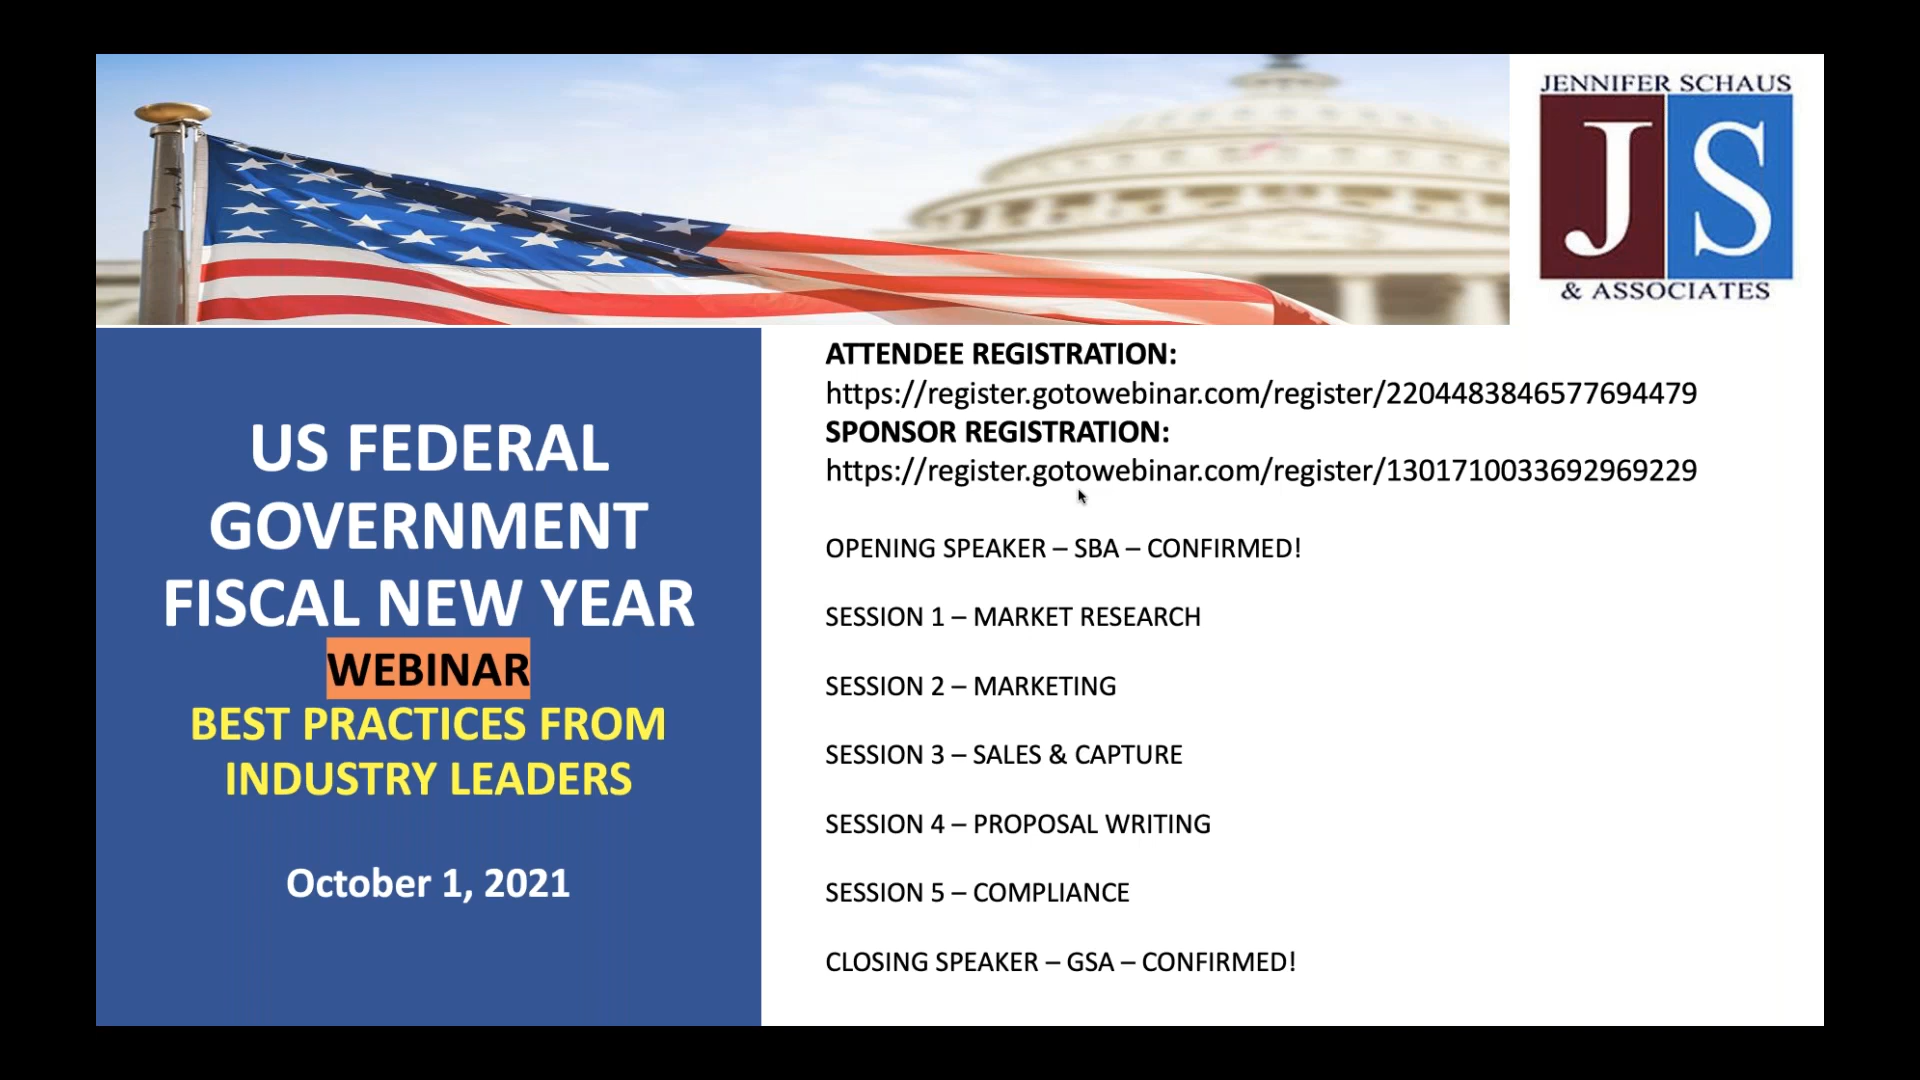 JENNIFER SCHAUS
JS
& ASSOCIATES
US FEDERAL
GOVERNMENT
FISCAL NEW YEAR
WEBINAR
BEST PRACTICES FROM
INDUSTRY LEADERS
October 1, 2021
ATTENDEE REGISTRATION:
https://register.gotowebinar.com/register/2204483846577694479
SPONSOR REGISTRATION:
https://register.gotowebinar.com/register/1301710033692969229
OPENING SPEAKER – SBA – CONFIRMED!
SESSION 1 – MARKET RESEARCH
SESSION 2 – MARKETING
SESSION 3 – SALES & CAPTURE
SESSION 4 – PROPOSAL WRITING
SESSION 5 – COMPLIANCE
CLOSING SPEAKER – GSA – CONFIRMED!